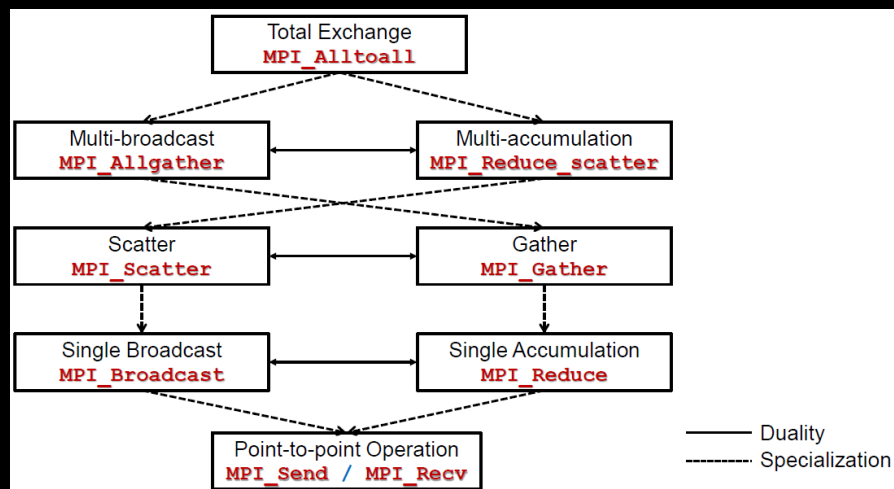 Total Exchange
MPI_Alltoall
Multi-broadcast
MPI_Allgather
Multi-accumulation
MPI_Reduce_scatter
Scatter
MPI_Scatter
Gather
MPI_Gather
Single Broadcast
MPI_Broadcast
Single Accumulation
MPI_Reduce
Point-to-point Operation
MPI_Send / MPI_Recv
Duality
Specialization